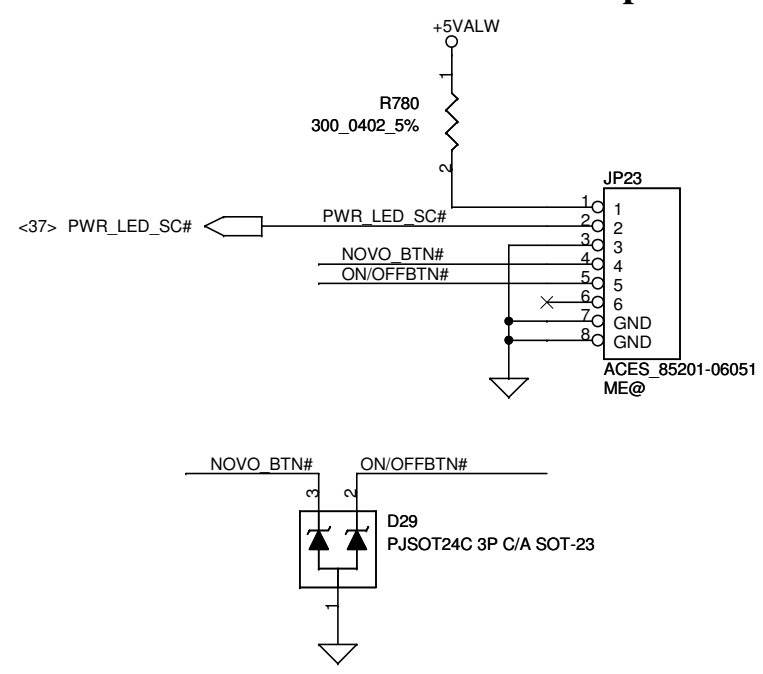 +5VALW
1
R780
300_0402_5%
2
JP23
<37> PWR_LED_SC# PWR_LED_SC#
1 1
2 2
3 3
NOVO_BTN# 4 4
ON/OFFBTN# 5 5
6 6
7 GND
8 GND
ACES_85201-06051
ME@
NOVO_BTN# ON/OFFBTN#
3 2
D29
PJSOT24C 3P C/A SOT-23
1